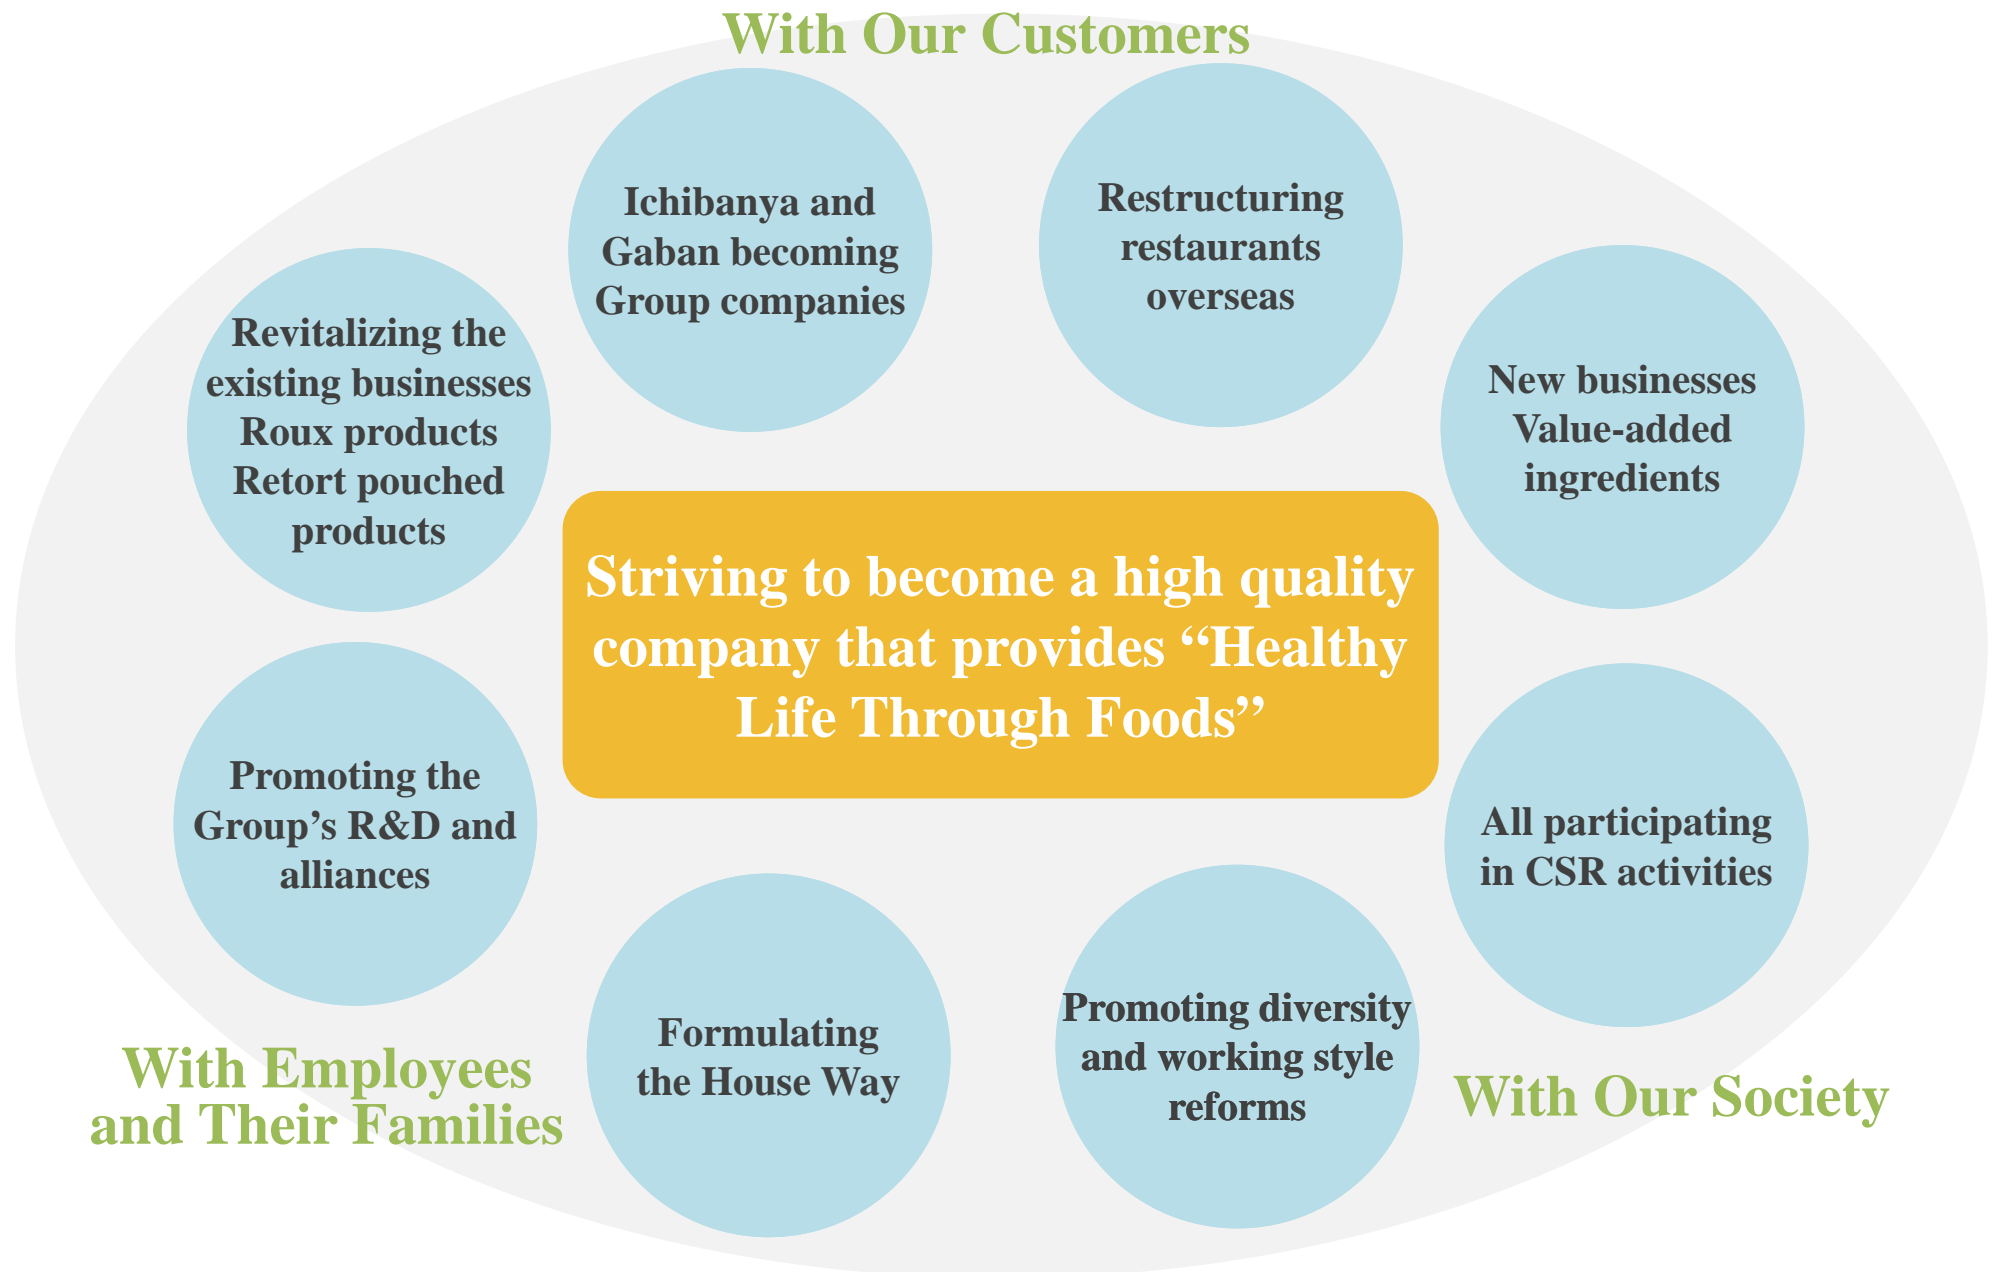 With Our Customers
Ichibanya and
Gaban becoming
Group companies
Restructuring
restaurants
overseas
Revitalizing the
existing businesses
Roux products
Retort pouched
products
New businesses
Value-added
ingredients
Striving to become a high quality
company that provides “Healthy
Life Through Foods”
Promoting the
Group’s R&D and
alliances
All participating
in CSR activities
Formulating
the House Way
Promoting diversity
and working style
reforms
With Employees
and Their Families
With Our Society